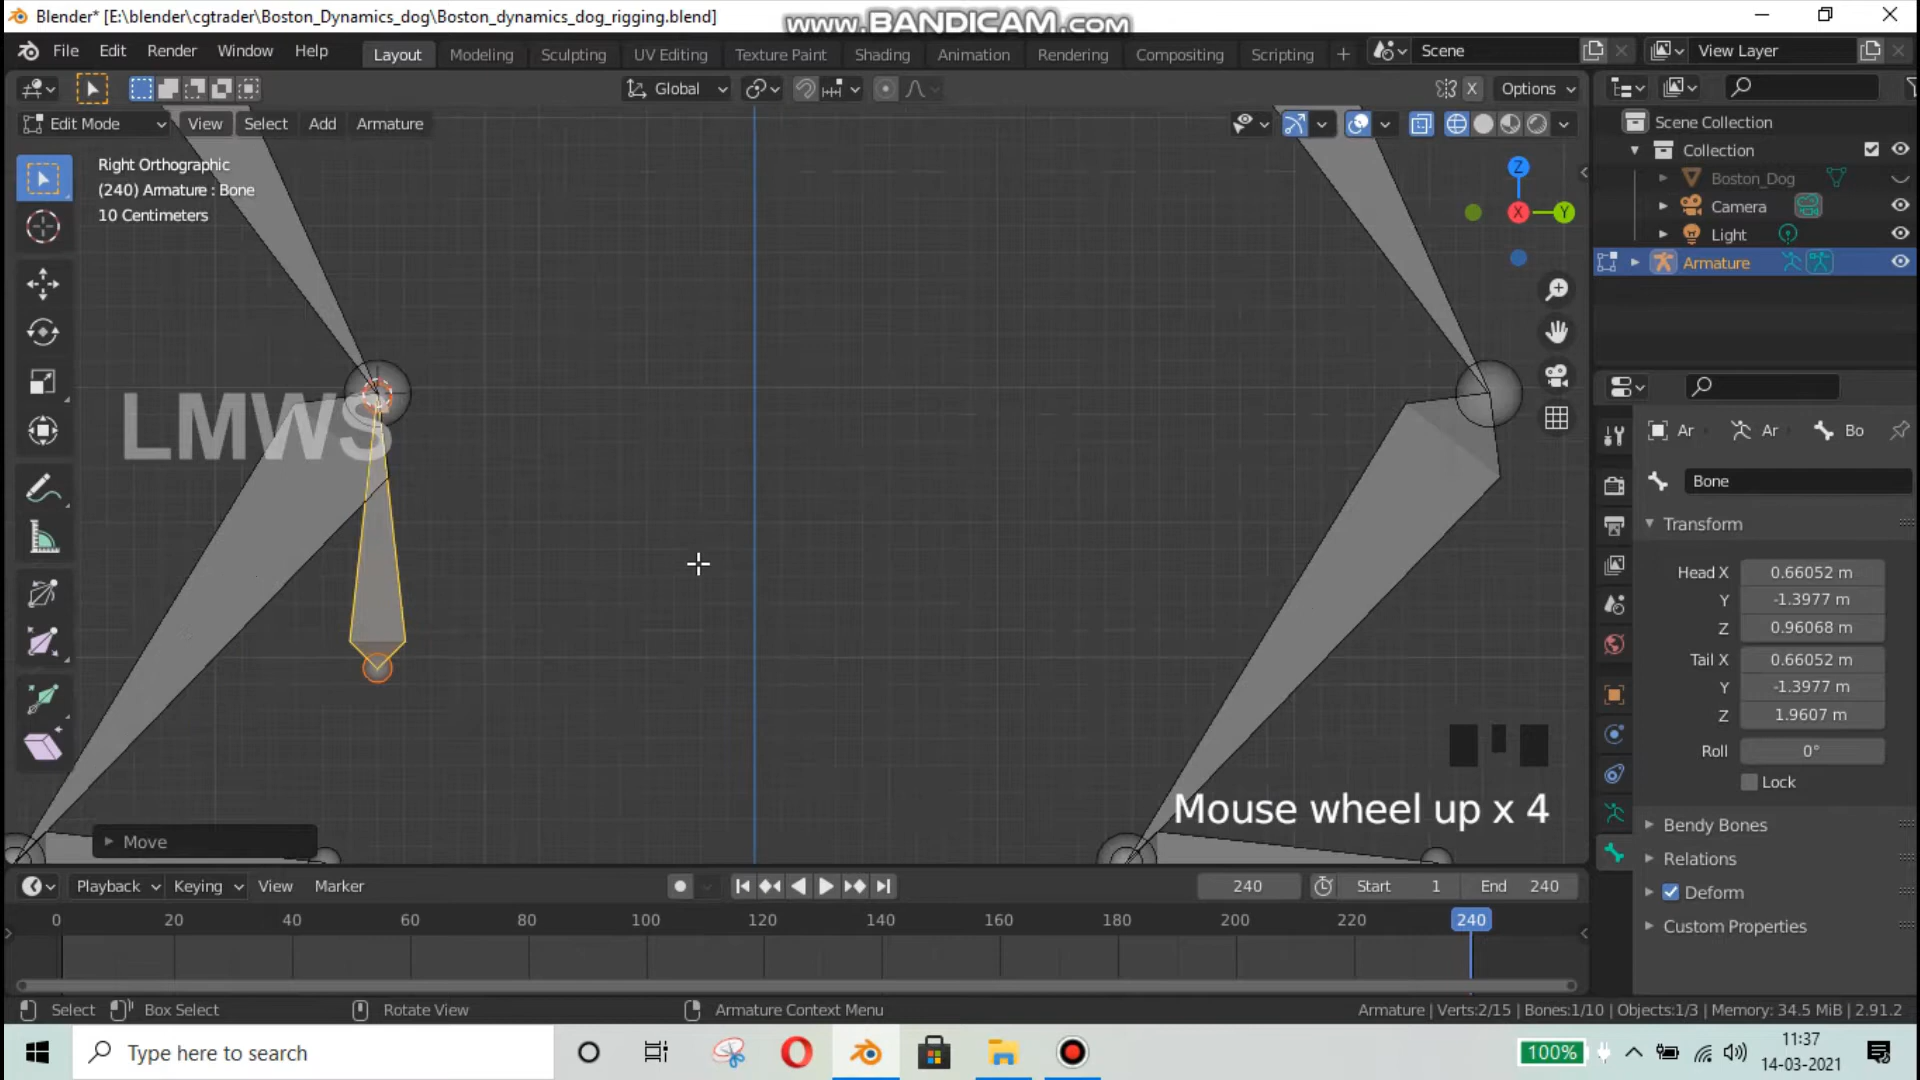 Blender* [E:\blender\cgtrader\Boston_Dynamics_dog\Boston_dynamics_dog_rigging.blend]
www.BANDICAM.com
File Edit Render Window Help
Layout Modeling Sculpting UV Editing Texture Paint Shading Animation Rendering Compositing Scripting +
Scene
View Layer
Global
X
Options
Edit Mode View Select Add Armature
Right Orthographic
(240) Armature : Bone
10 Centimeters
Z
X
Y
Scene Collection
Collection
Boston_Dog
Camera
Light
Armature
LMWS
Ar
Ar
Bo
Bone
Transform
Head X 0.66052 m
Y -1.3977 m
Z 0.96068 m
Tail X 0.66052 m
Y -1.3977 m
Z 1.9607 m
Roll 0°
Lock
Bendy Bones
Relations
Deform
Custom Properties
Mouse wheel up x 4
Move
Playback Keying View Marker
240
Start 1
End 240
0 20 40 60 80 100 120 140 160 180 200 220 240
Select
Box Select
Rotate View
Armature Context Menu
Armature | Verts:2/15 | Bones:1/10 | Objects:1/3 | Memory: 34.5 MiB | 2.91.2
Type here to search
100%
11:37
14-03-2021